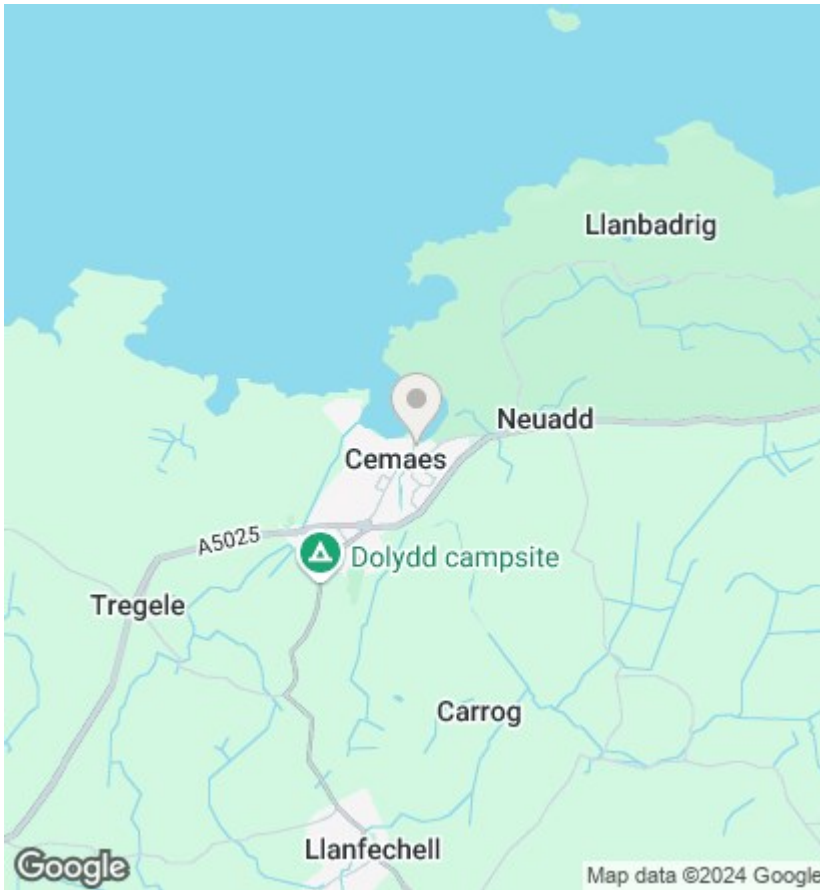 Llanbadrig
Neuadd
Cemaes
A5025
Dolydd campsite
Tregele
Carrog
Llanfechell
Google
Map data ©2024 Google